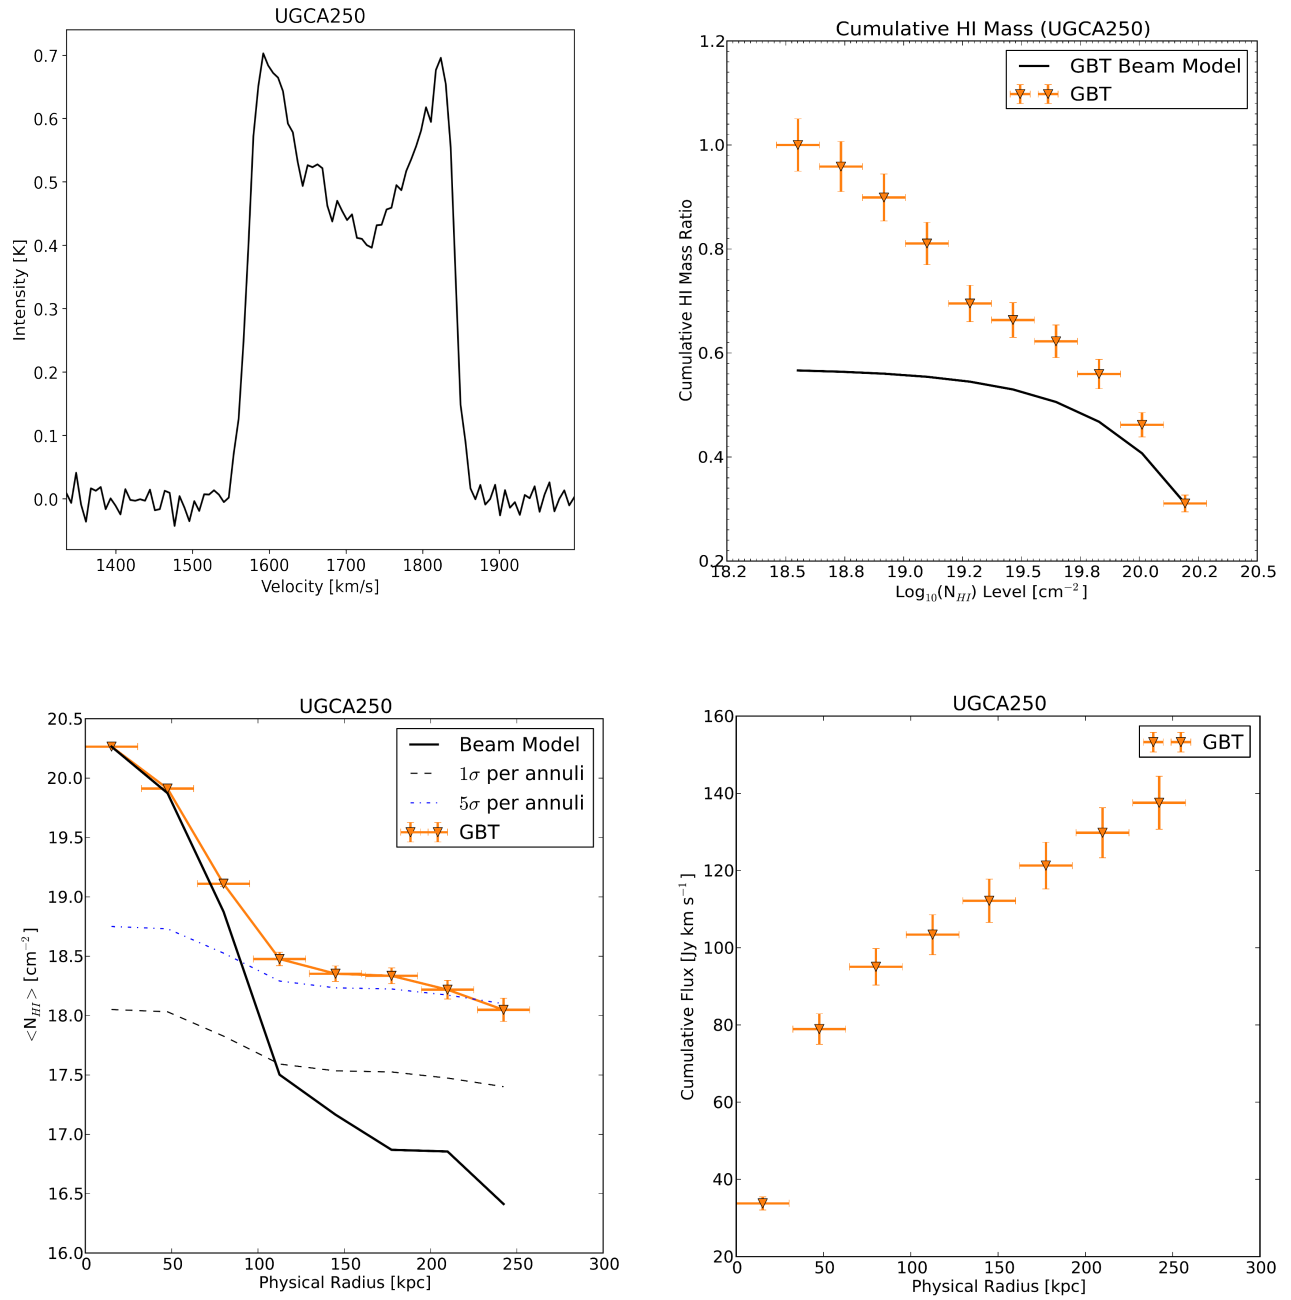 UGCA250
Intensity [K]
0.7
0.6
0.5
0.4
0.3
0.2
0.1
0.0
1400 1500 1600 1700 1800 1900
Velocity [km/s]
Cumulative HI Mass (UGCA250)
GBT Beam Model
GBT
Cumulative HI Mass Ratio
1.2
1.0
0.8
0.6
0.4
0.2
18.2 18.5 18.8 19.0 19.2 19.5 19.8 20.0 20.2 20.5
Log₁₀(N_HI) Level [cm⁻²]
UGCA250
Beam Model
1σ per annuli
5σ per annuli
GBT
<N_HI> [cm⁻²]
20.5
20.0
19.5
19.0
18.5
18.0
17.5
17.0
16.5
16.0
0 50 100 150 200 250 300
Physical Radius [kpc]
UGCA250
GBT
Cumulative Flux [Jy km s⁻¹]
160
140
120
100
80
60
40
20
0 50 100 150 200 250 300
Physical Radius [kpc]